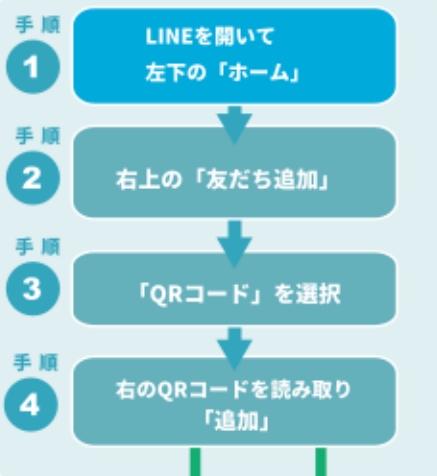 手順
1
LINEを開いて
左下の「ホーム」
手順
2
右上の「友だち追加」
手順
3
「QRコード」を選択
手順
4
右のQRコードを読み取り
「追加」